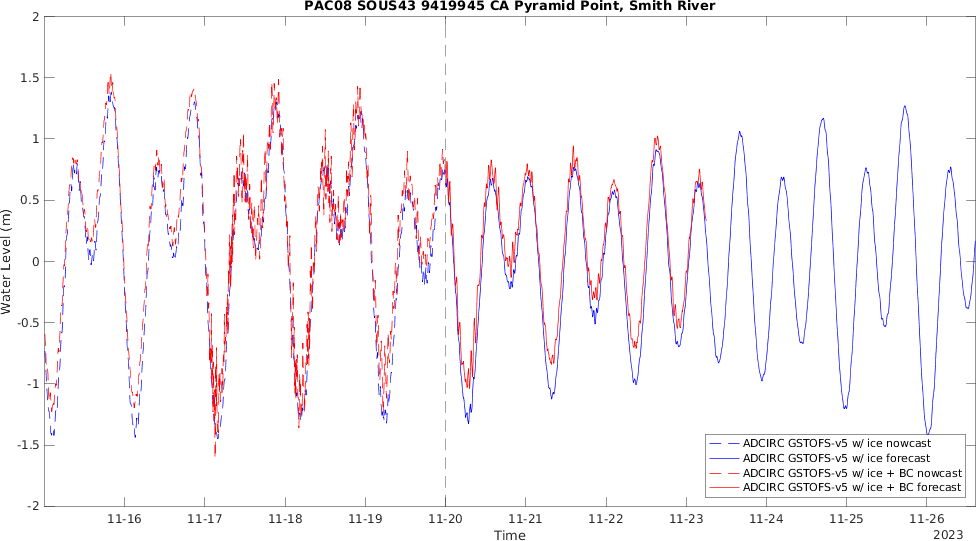 PAC08 SOUS43 9419945 CA Pyramid Point, Smith River
2
1.5
1
0.5
0
-0.5
-1
-1.5
-2
Water Level (m)
11-16 11-17 11-18 11-19 11-20 11-21 11-22 11-23 11-24 11-25 11-26
Time
2023
ADCIRC GSTOFS-v5 w/ ice nowcast
ADCIRC GSTOFS-v5 w/ ice forecast
ADCIRC GSTOFS-v5 w/ ice + BC nowcast
ADCIRC GSTOFS-v5 w/ ice + BC forecast